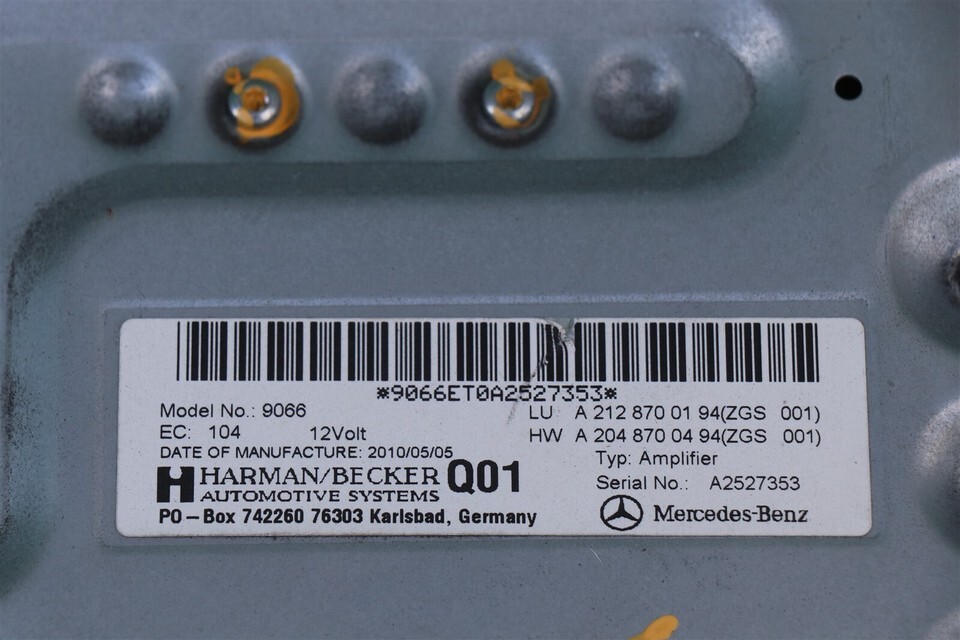 *9066ET0A2527353*
Model No.: 9066
LU A 212 870 01 94(ZGS 001)
EC: 104 12Volt
HW A 204 870 04 94(ZGS 001)
DATE OF MANUFACTURE: 2010/05/05
Typ: Amplifier
HARMAN/BECKER Q01
AUTOMOTIVE SYSTEMS
Serial No.: A2527353
PO-Box 742260 76303 Karlsbad, Germany
Mercedes-Benz